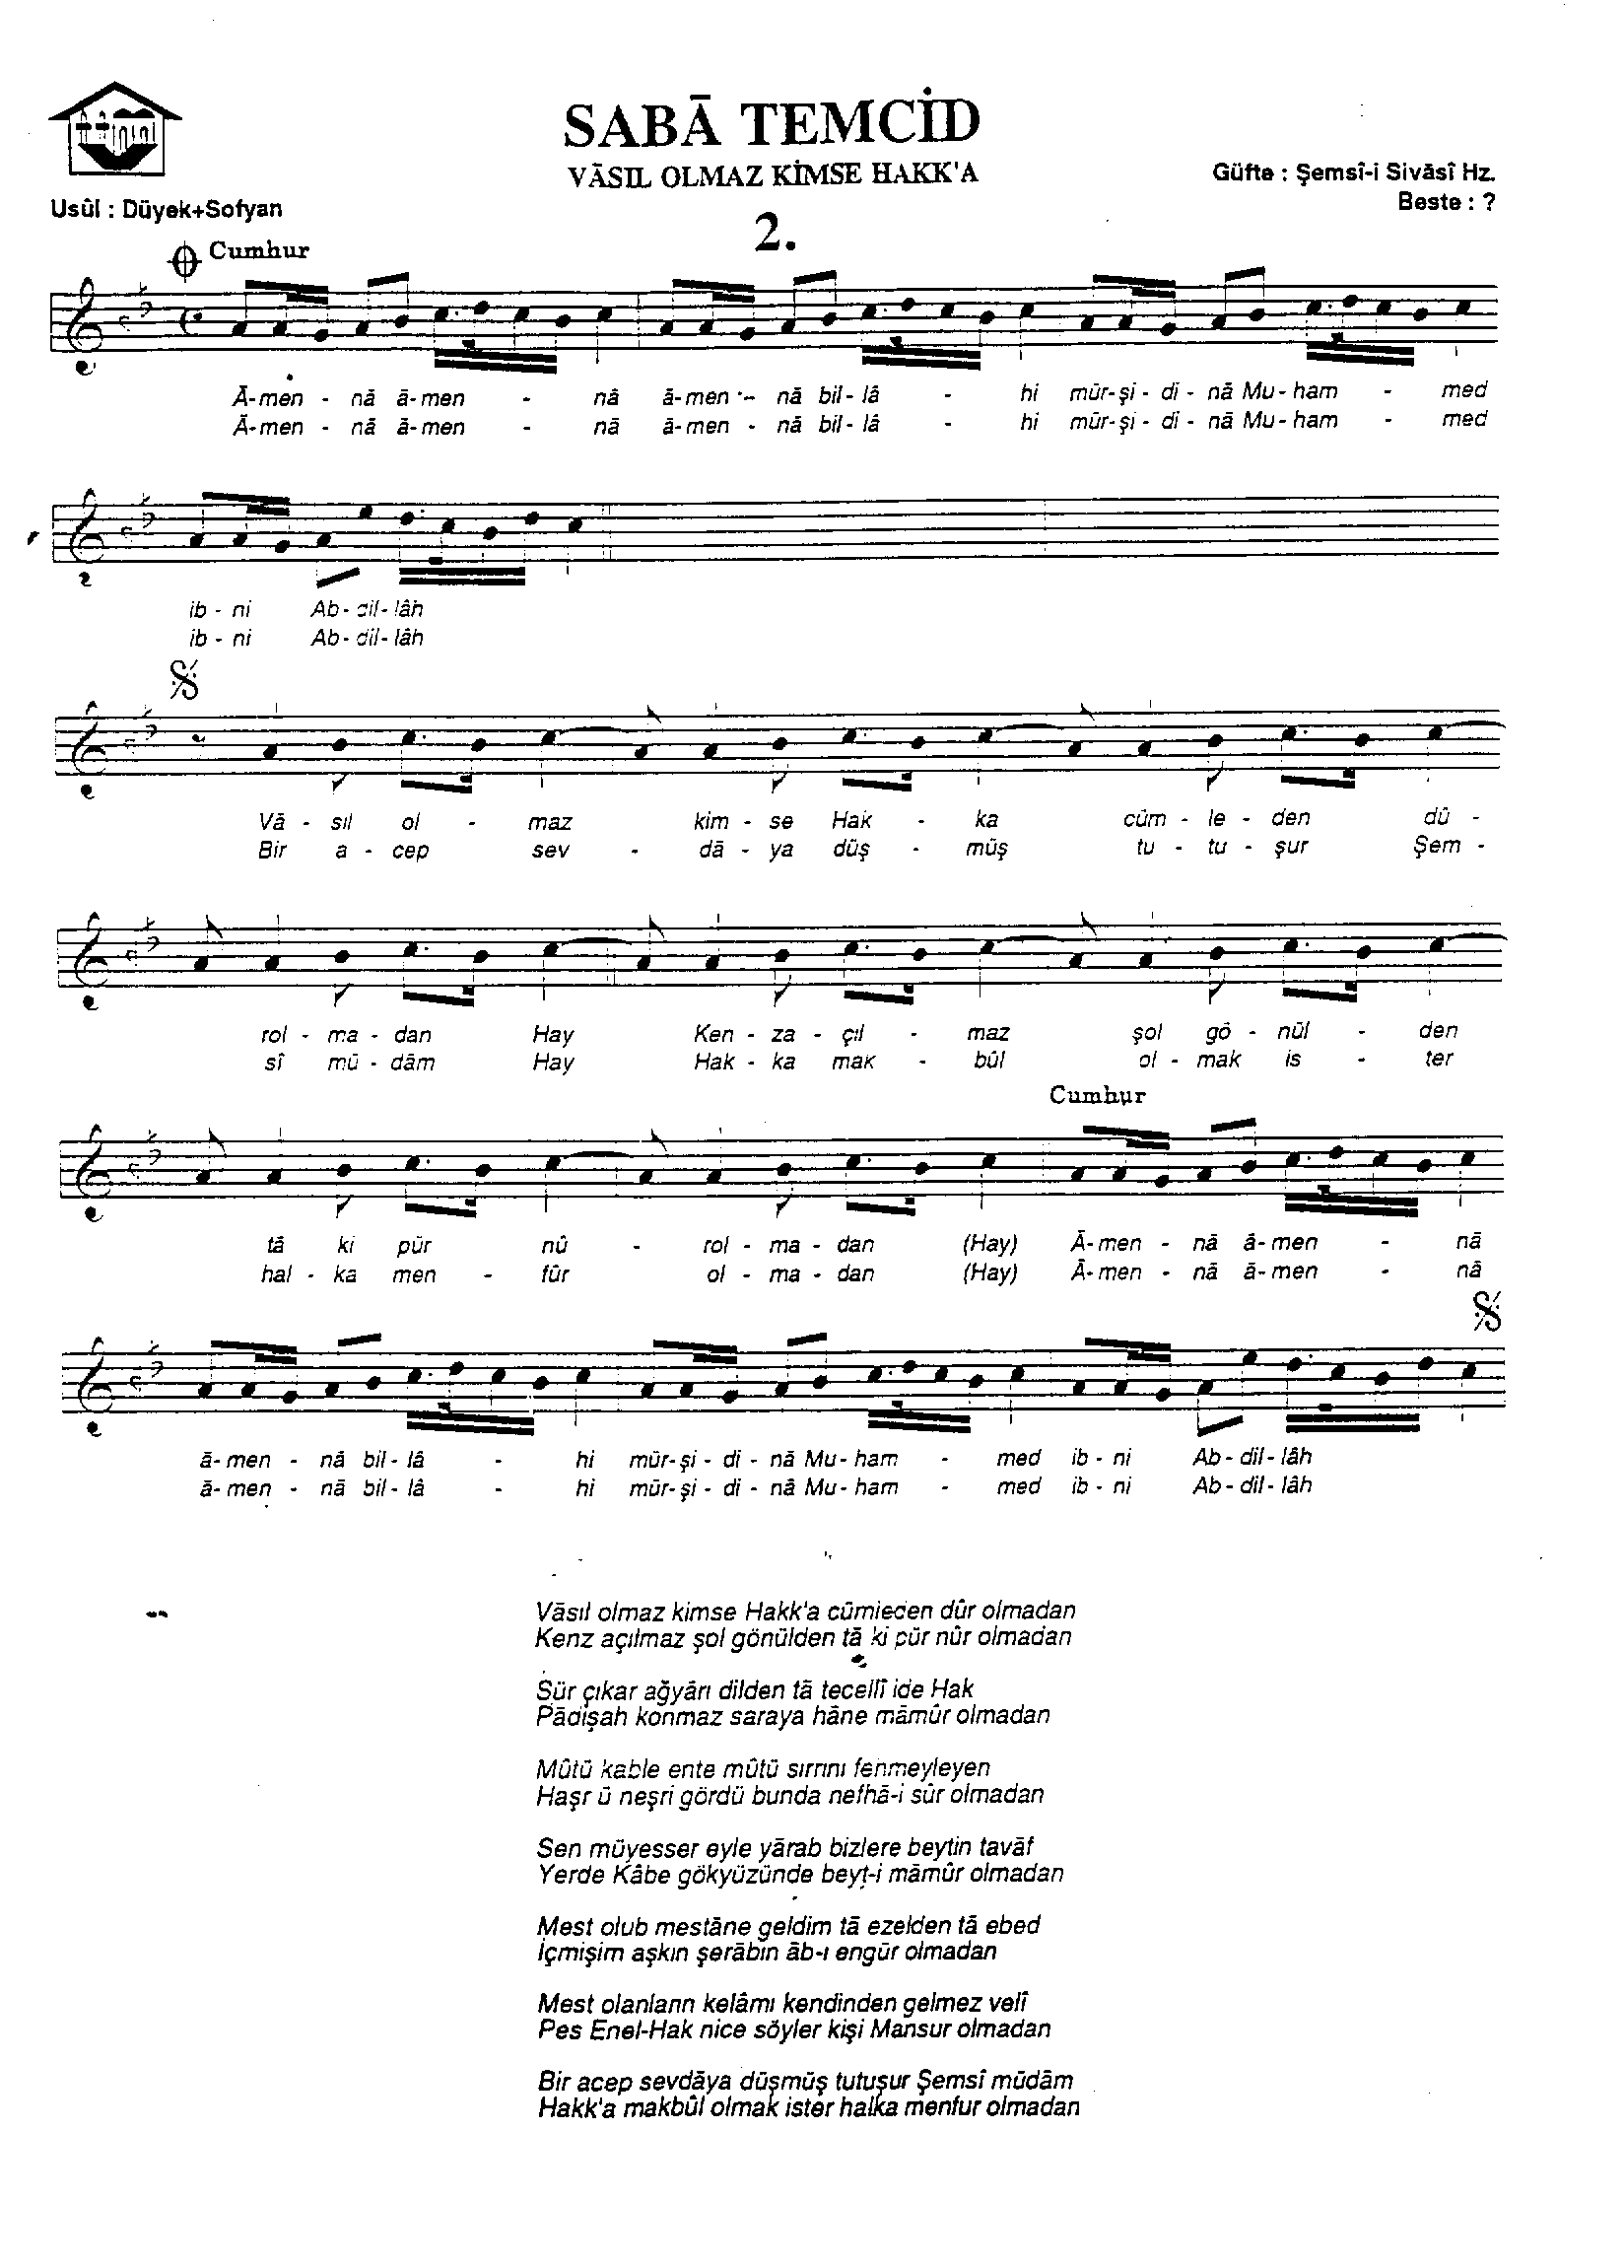 SABĀ TEMCİD
VĀSIL OLMAZ KİMSE HAKK'A
Güfte : Şemsî-i Sivāsî Hz.
Usûl : Düyek+Sofyan
Beste : ?
2.
Cumhur
Ā-men - nā ā-men - nâ ā-men - nā bil-lâ - hi mūr-şi - di - nā Mu-ham - med
Ā-men - nā ā-men - nā ā-men - nā bil-lâ - hi mūr-şi - di - nā Mu-ham - med
ib - ni Ab-dil-lâh
ib - ni Ab-dil-lâh
Vā - sıl ol - maz kim - se Hak - ka cüm - le - den dû -
Bir a - cep sev - dā - ya düş - müş tu - tu - şur Şem -
rol - ma - dan Hay Ken - za - çıl - maz şol gö - nül - den
sî mü - dām Hay Hak - ka mak - bûl ol - mak is - ter
Cumhur
tā ki pür nû - rol - ma - dan (Hay) Ā-men - nā ā-men - nā
hal - ka men - fûr ol - ma - dan (Hay) Ā-men - nā ā-men - nā
ā-men - nā bil-lâ - hi mūr-şi - di - nā Mu-ham - med ib - ni Ab-dil-lâh
ā-men - nā bil-lâ - hi mūr-şi - di - nā Mu-ham - med ib - ni Ab-dil-lâh
Vāsıl olmaz kimse Hakk'a cümleden dûr olmadan
Kenz açılmaz şol gönülden tā ki pür nûr olmadan
Sür çıkar ağyārı dilden tā tecellî ide Hak
Pādişah konmaz saraya hāne māmûr olmadan
Mûtü kable ente mûtü sırrını fehmeyleyen
Haşr ü neşri gördü bunda nefhā-i sûr olmadan
Sen müyesser eyle yārab bizlere beytin tavāf
Yerde Kâbe gökyüzünde beyt-i māmûr olmadan
Mest olub mestāne geldim tā ezelden tā ebed
İçmişim aşkın şerābın āb-ı engür olmadan
Mest olanların kelâmı kendinden gelmez velî
Pes Enel-Hak nice söyler kişi Mansur olmadan
Bir acep sevdāya düşmüş tutuşur Şemsî müdām
Hakk'a makbûl olmak ister halka menfur olmadan